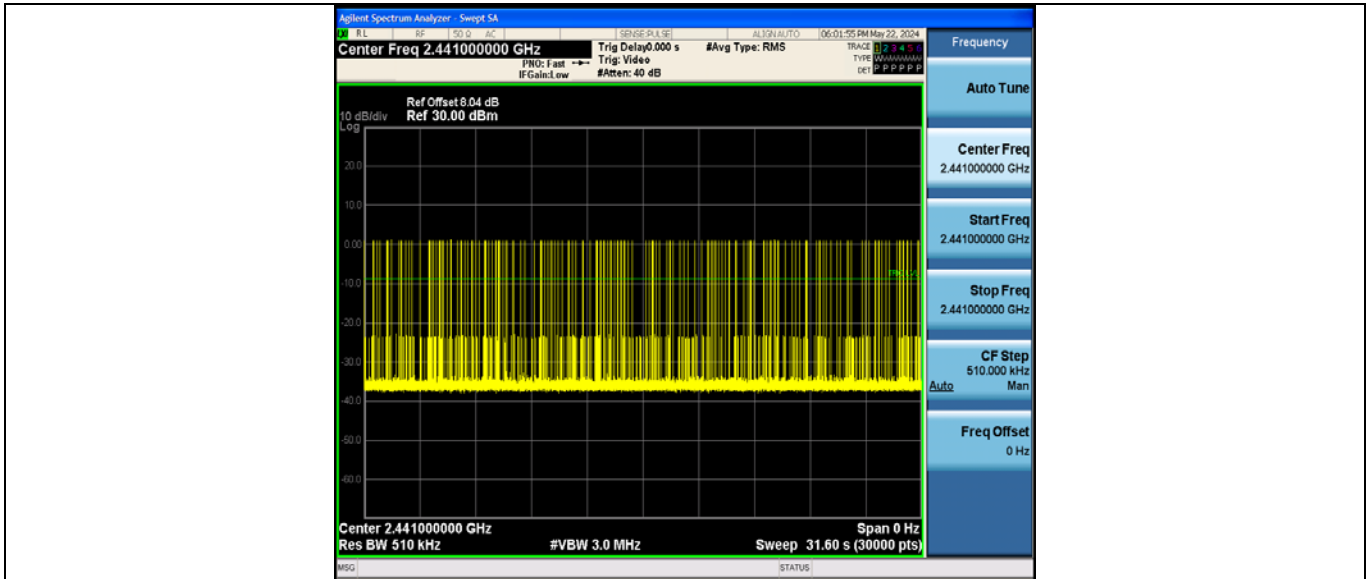 Agilent Spectrum Analyzer - Swept SA
RL RF 50 Ω AC SENSE:PULSE ALIGN AUTO 06:01:55 PM May 22, 2024
Center Freq 2.441000000 GHz
PNO: Fast
IFGain:Low
Trig Delay0.000 s
Trig: Video
#Atten: 40 dB
#Avg Type: RMS
TRACE 1 2 3 4 5 6
TYPE WWWWWW
DET P P P P P P
Ref Offset 8.04 dB
10 dB/div Ref 30.00 dBm
Log
20.0
10.0
0.00
-10.0
-20.0
-30.0
-40.0
-50.0
-60.0
Center 2.441000000 GHz Span 0 Hz
Res BW 510 kHz #VBW 3.0 MHz Sweep 31.60 s (30000 pts)
MSG STATUS
Frequency
Auto Tune
Center Freq
2.441000000 GHz
Start Freq
2.441000000 GHz
Stop Freq
2.441000000 GHz
CF Step
510.000 kHz
Auto Man
Freq Offset
0 Hz